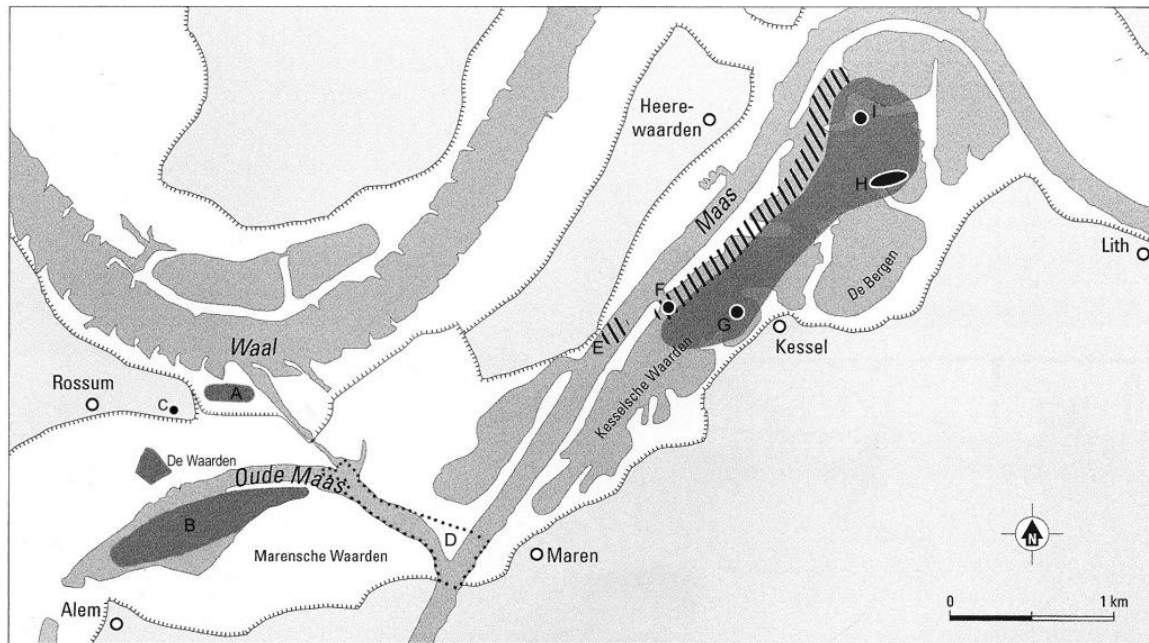 Heere-
waarden
I
H
Maas
Lith
De Bergen
F
G
E
Kessel
Waal
Kesselsche Waarden
Rossum
A
C
De Waarden
Oude Maas
B
D
Marensche Waarden
Maren
N
Alem
0
1 km